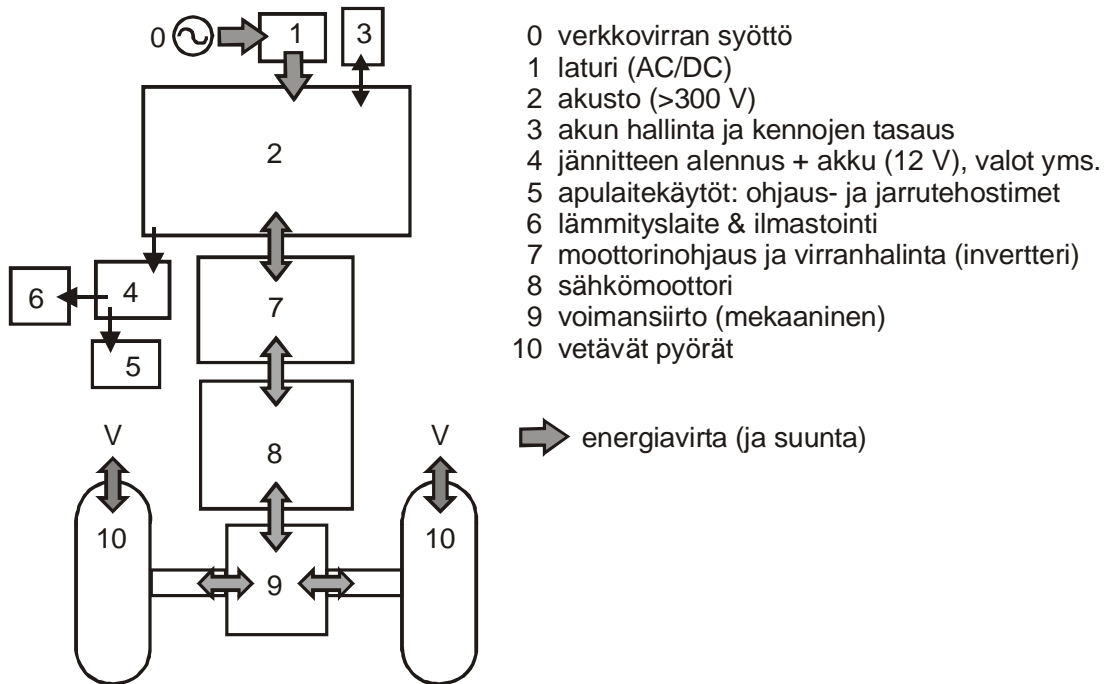 0
1
3
2
6
4
5
7
8
V
V
10
10
9
0 verkkovirran syöttö
1 laturi (AC/DC)
2 akusto (>300 V)
3 akun hallinta ja kennojen tasaus
4 jännitteen alennus + akku (12 V), valot yms.
5 apulaitekäytöt: ohjaus- ja jarrutehostimet
6 lämmityslaite & ilmastointi
7 moottorinohjaus ja virranhalinta (invertteri)
8 sähkömoottori
9 voimansiirto (mekaaninen)
10 vetävät pyörät
energiavirta (ja suunta)